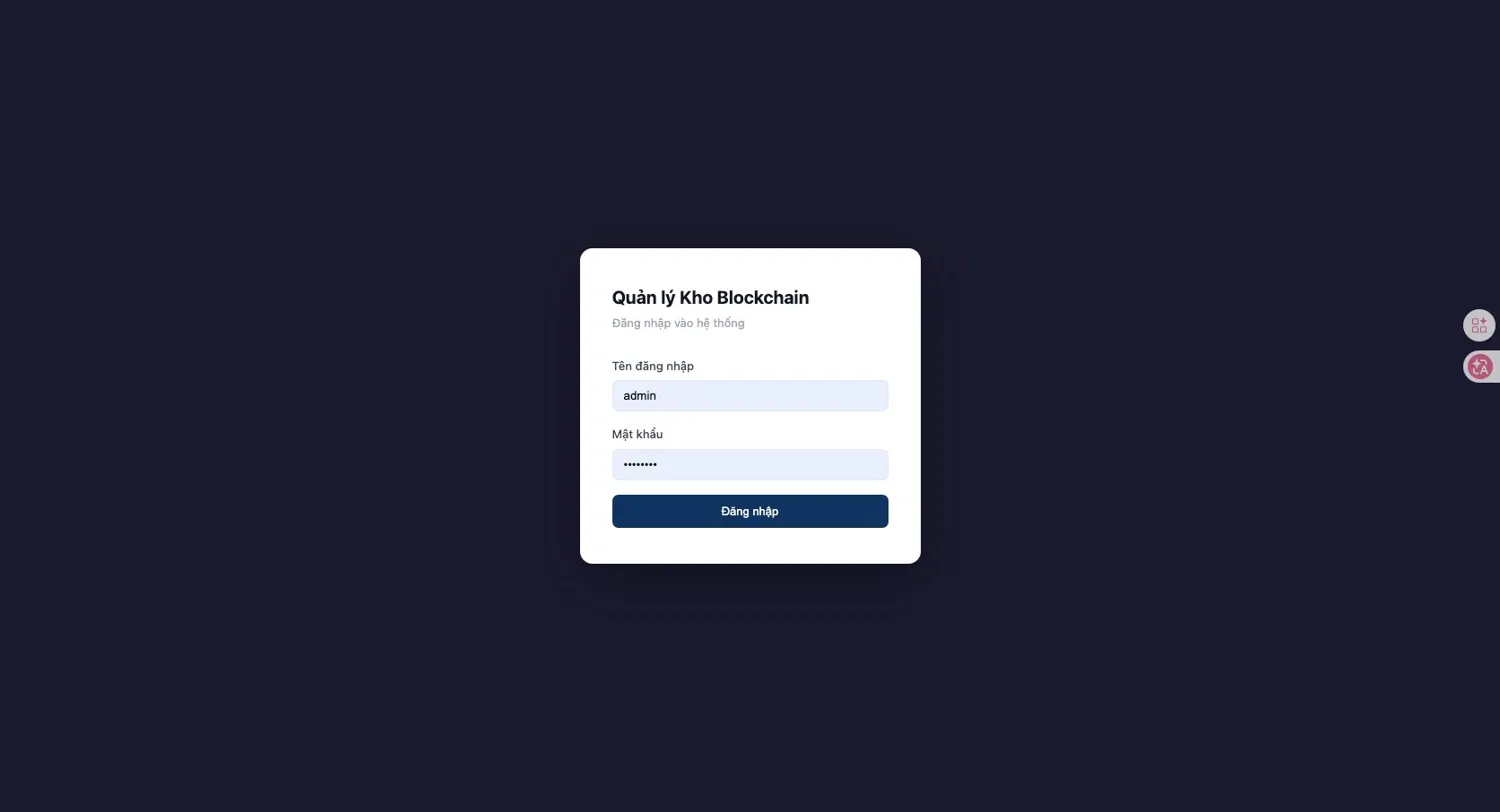 Quản lý Kho Blockchain
Đăng nhập vào hệ thống
Tên đăng nhập
admin
Mật khẩu
••••••••
Đăng nhập